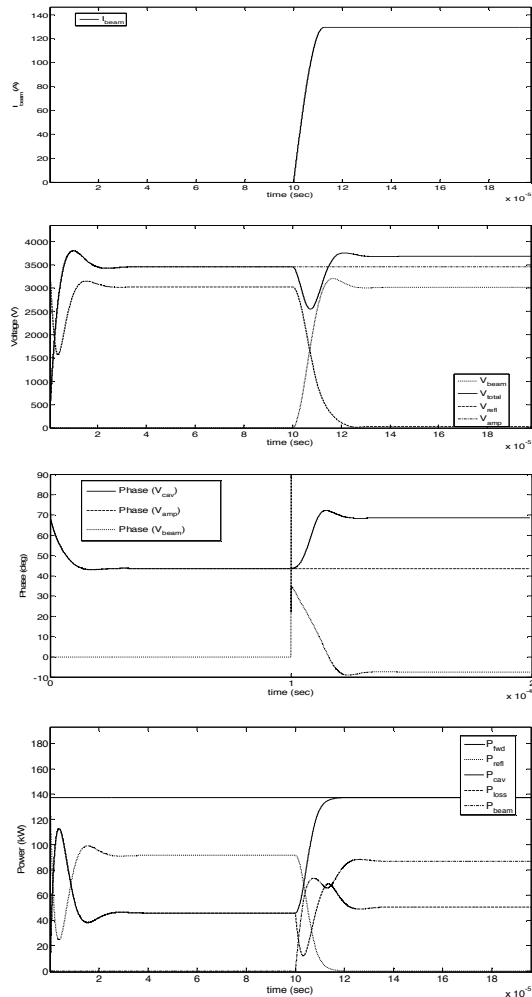 140
120
100
80
60
40
20
0
I_beam (A)
I_beam
2 4 6 8 10 12 14 16 18
time (sec)
x 10^-5
4000
3500
3000
2500
2000
1500
1000
500
0
Voltage (V)
V_beam
V_total
V_refl
V_amp
0 2 4 6 8 10 12 14 16 18
time (sec)
x 10^-5
90
80
70
60
50
40
30
20
10
0
-10
Phase (deg)
Phase (V_cav)
Phase (V_amp)
Phase (V_beam)
0 1
time (sec)
180
160
140
120
100
80
60
40
20
0
Power (kW)
P_fwd
P_refl
P_cav
P_loss
P_beam
0 2 4 6 8 10 12 14 16 18
time (sec)
x 10^-5